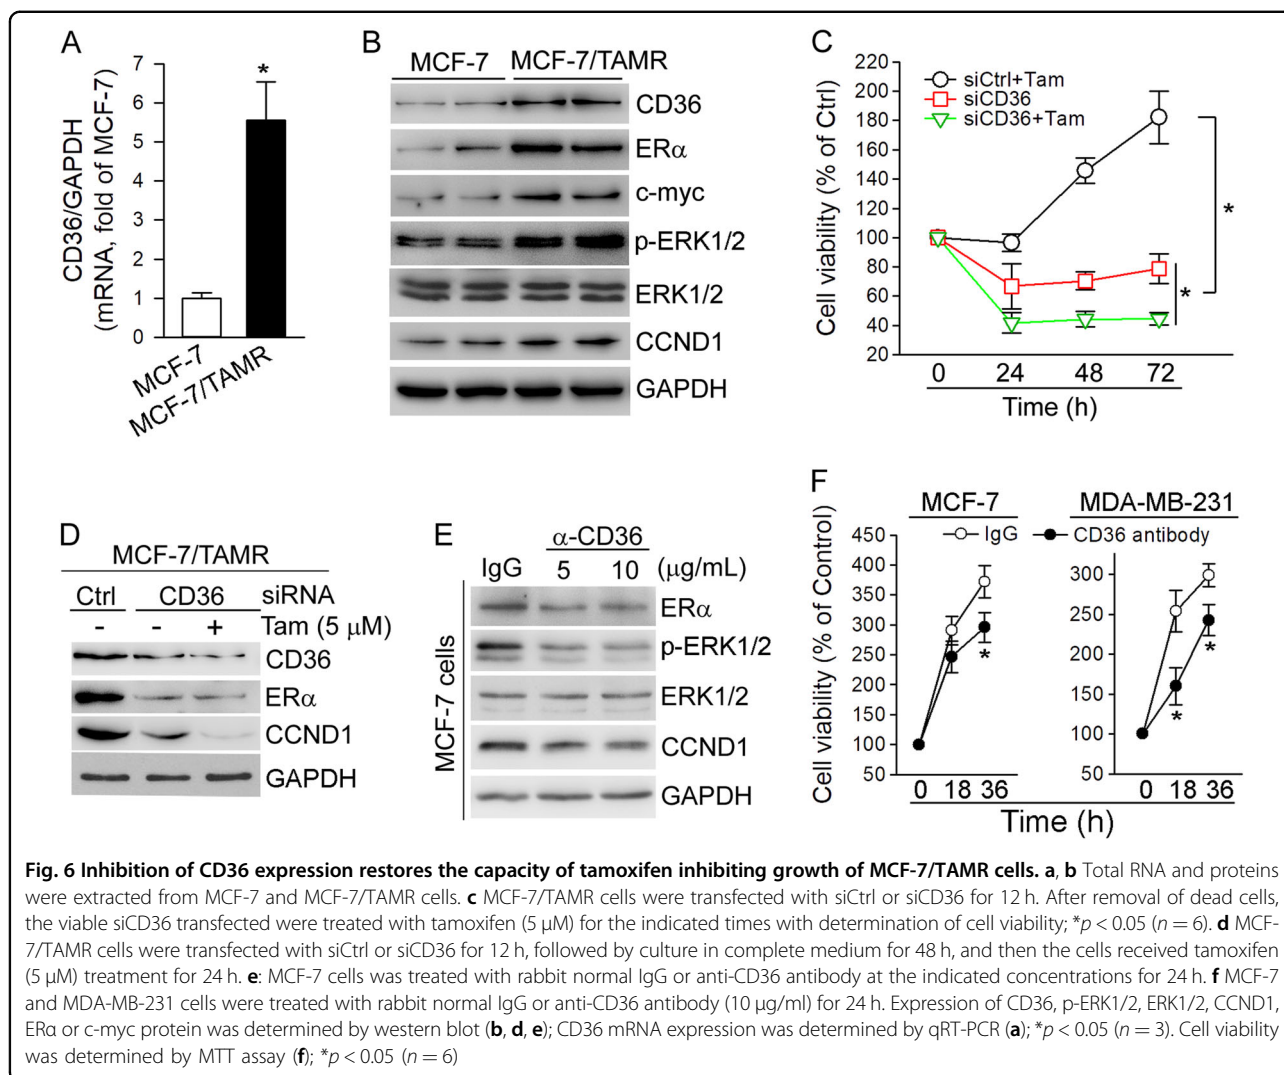 A
CD36/GAPDH
(mRNA, fold of MCF-7)
7
6
5
4
3
2
1
0
*
MCF-7
MCF-7/TAMR
B
MCF-7 MCF-7/TAMR
CD36
ERα
c-myc
p-ERK1/2
ERK1/2
CCND1
GAPDH
C
Cell viability (% of Ctrl)
220
200
180
160
140
120
100
80
60
40
20
siCtrl+Tam
siCD36
siCD36+Tam
*
*
0 24 48 72
Time (h)
D
MCF-7/TAMR
Ctrl CD36 siRNA
- - + Tam (5 μM)
CD36
ERα
CCND1
GAPDH
E
α-CD36
IgG 5 10 (μg/mL)
MCF-7 cells
ERα
p-ERK1/2
ERK1/2
CCND1
GAPDH
F
MCF-7 MDA-MB-231
IgG CD36 antibody
Cell viability (% of Control)
450
400
350
300
250
200
150
100
50
*
300
250
200
150
100
50
*
*
0 18 36 0 18 36
Time (h)
Fig. 6 Inhibition of CD36 expression restores the capacity of tamoxifen inhibiting growth of MCF-7/TAMR cells. a, b Total RNA and proteins
were extracted from MCF-7 and MCF-7/TAMR cells. c MCF-7/TAMR cells were transfected with siCtrl or siCD36 for 12 h. After removal of dead cells,
the viable siCD36 transfected were treated with tamoxifen (5 μM) for the indicated times with determination of cell viability; *p < 0.05 (n = 6). d MCF-
7/TAMR cells were transfected with siCtrl or siCD36 for 12 h, followed by culture in complete medium for 48 h, and then the cells received tamoxifen
(5 μM) treatment for 24 h. e: MCF-7 cells was treated with rabbit normal IgG or anti-CD36 antibody at the indicated concentrations for 24 h. f MCF-7
and MDA-MB-231 cells were treated with rabbit normal IgG or anti-CD36 antibody (10 μg/ml) for 24 h. Expression of CD36, p-ERK1/2, ERK1/2, CCND1,
ERα or c-myc protein was determined by western blot (b, d, e); CD36 mRNA expression was determined by qRT-PCR (a); *p < 0.05 (n = 3). Cell viability
was determined by MTT assay (f); *p < 0.05 (n = 6)